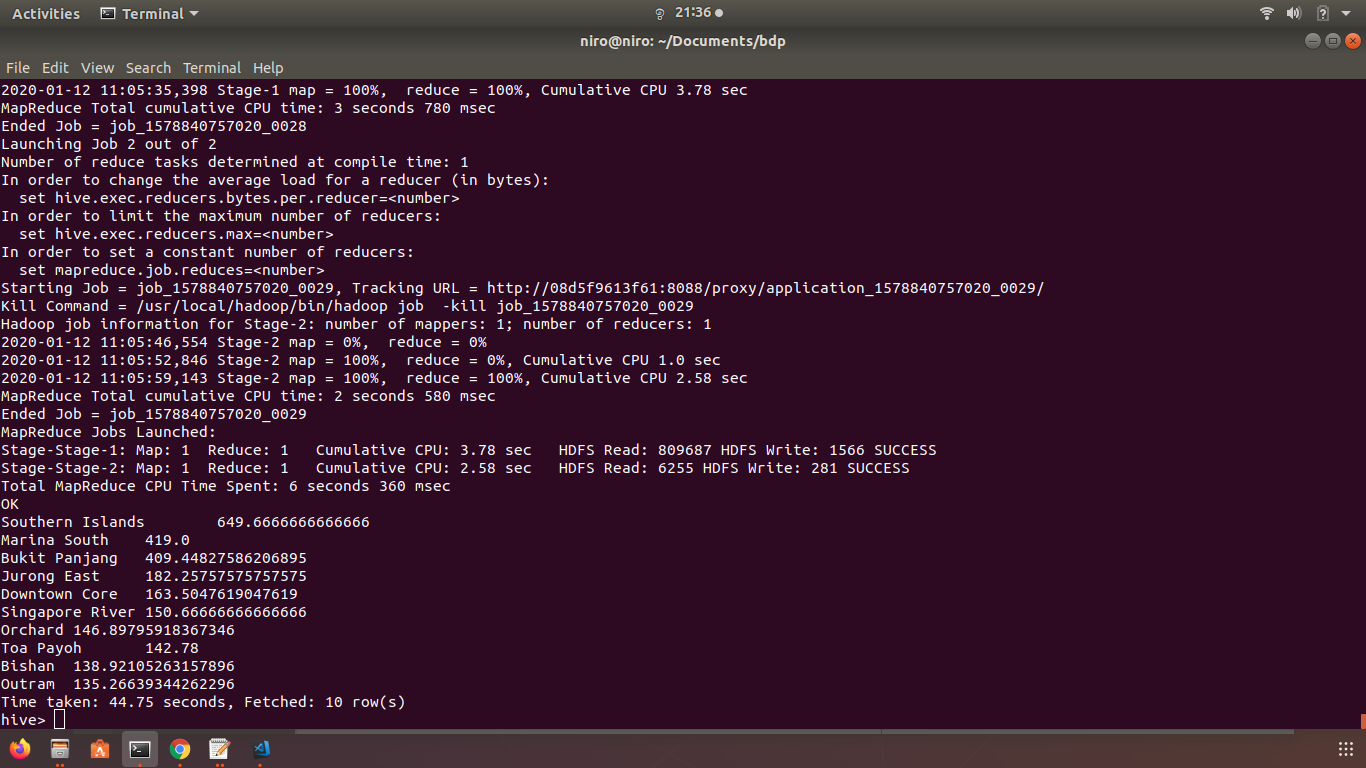 Activities Terminal 21:36
niro@niro: ~/Documents/bdp
File Edit View Search Terminal Help
2020-01-12 11:05:35,398 Stage-1 map = 100%,  reduce = 100%, Cumulative CPU 3.78 sec
MapReduce Total cumulative CPU time: 3 seconds 780 msec
Ended Job = job_1578840757020_0028
Launching Job 2 out of 2
Number of reduce tasks determined at compile time: 1
In order to change the average load for a reducer (in bytes):
  set hive.exec.reducers.bytes.per.reducer=<number>
In order to limit the maximum number of reducers:
  set hive.exec.reducers.max=<number>
In order to set a constant number of reducers:
  set mapreduce.job.reduces=<number>
Starting Job = job_1578840757020_0029, Tracking URL = http://08d5f9613f61:8088/proxy/application_1578840757020_0029/
Kill Command = /usr/local/hadoop/bin/hadoop job  -kill job_1578840757020_0029
Hadoop job information for Stage-2: number of mappers: 1; number of reducers: 1
2020-01-12 11:05:46,554 Stage-2 map = 0%,  reduce = 0%
2020-01-12 11:05:52,846 Stage-2 map = 100%,  reduce = 0%, Cumulative CPU 1.0 sec
2020-01-12 11:05:59,143 Stage-2 map = 100%,  reduce = 100%, Cumulative CPU 2.58 sec
MapReduce Total cumulative CPU time: 2 seconds 580 msec
Ended Job = job_1578840757020_0029
MapReduce Jobs Launched:
Stage-Stage-1: Map: 1  Reduce: 1   Cumulative CPU: 3.78 sec   HDFS Read: 809687 HDFS Write: 1566 SUCCESS
Stage-Stage-2: Map: 1  Reduce: 1   Cumulative CPU: 2.58 sec   HDFS Read: 6255 HDFS Write: 281 SUCCESS
Total MapReduce CPU Time Spent: 6 seconds 360 msec
OK
Southern Islands        649.6666666666666
Marina South    419.0
Bukit Panjang   409.44827586206895
Jurong East     182.25757575757575
Downtown Core   163.5047619047619
Singapore River 150.66666666666666
Orchard 146.89795918367346
Toa Payoh       142.78
Bishan  138.92105263157896
Outram  135.26639344262296
Time taken: 44.75 seconds, Fetched: 10 row(s)
hive>